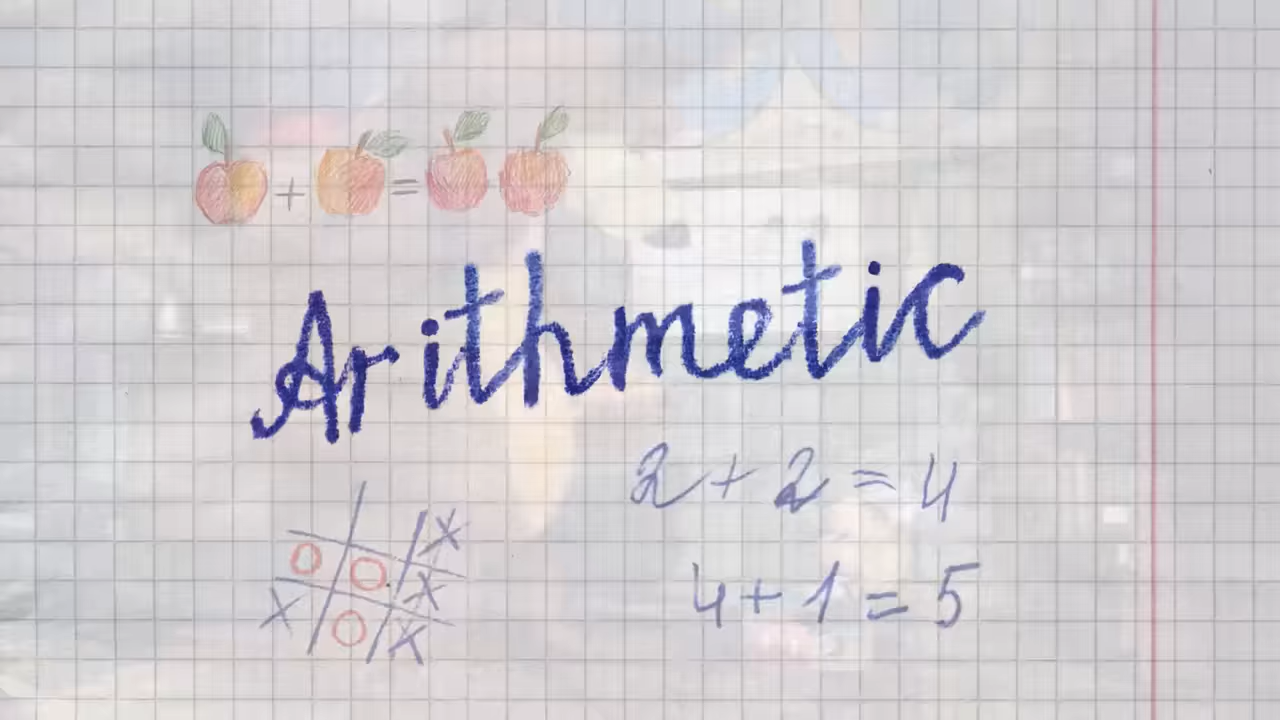 + =
Arithmetic
2 + 2 = 4
4 + 1 = 5
O O X
X O X
X